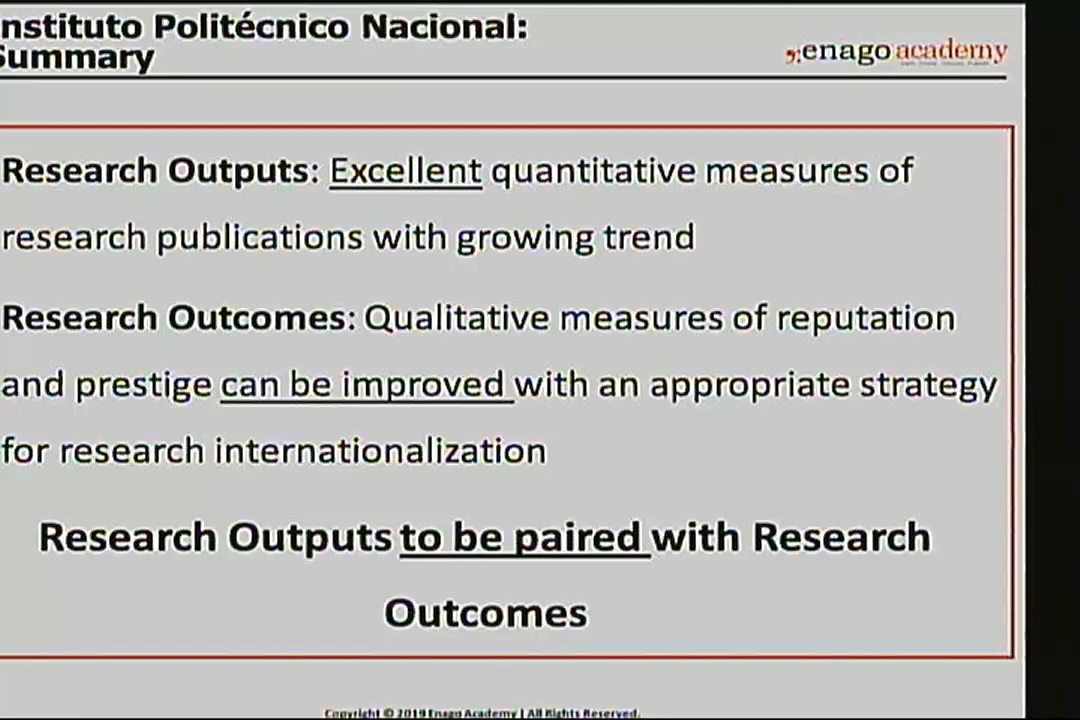 nstituto Politécnico Nacional:
Summary
enago academy
Research Outputs: Excellent quantitative measures of
research publications with growing trend
Research Outcomes: Qualitative measures of reputation
and prestige can be improved with an appropriate strategy
for research internationalization
Research Outputs to be paired with Research
Outcomes
Copyright © 2019 Enago Academy | All Rights Reserved.